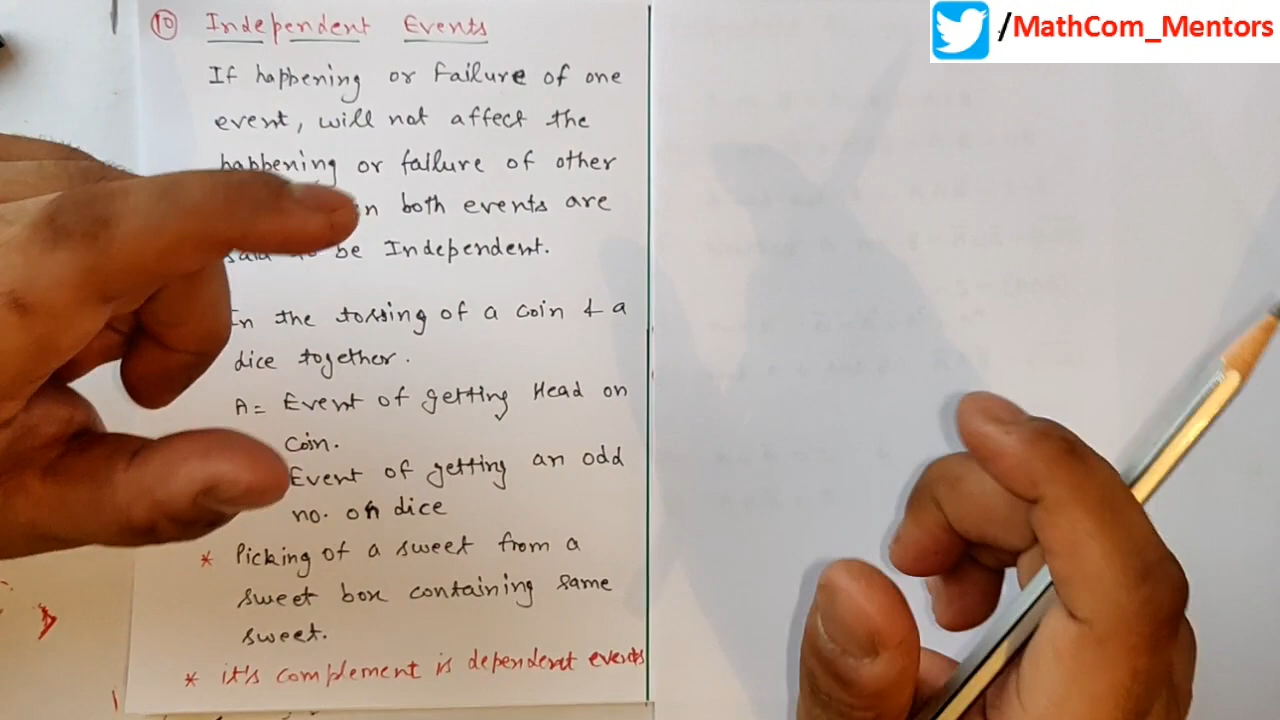 /MathCom_Mentors
10 Independent Events
If happening or failure of one
event, will not affect the
happening or failure of other
both events are
said to be Independent.
In the tossing of a coin & a
dice together.
A = Event of getting Head on
coin.
Event of getting an odd
no. on dice
* Picking of a sweet from a
sweet box containing same
sweet.
* it's complement is dependent events